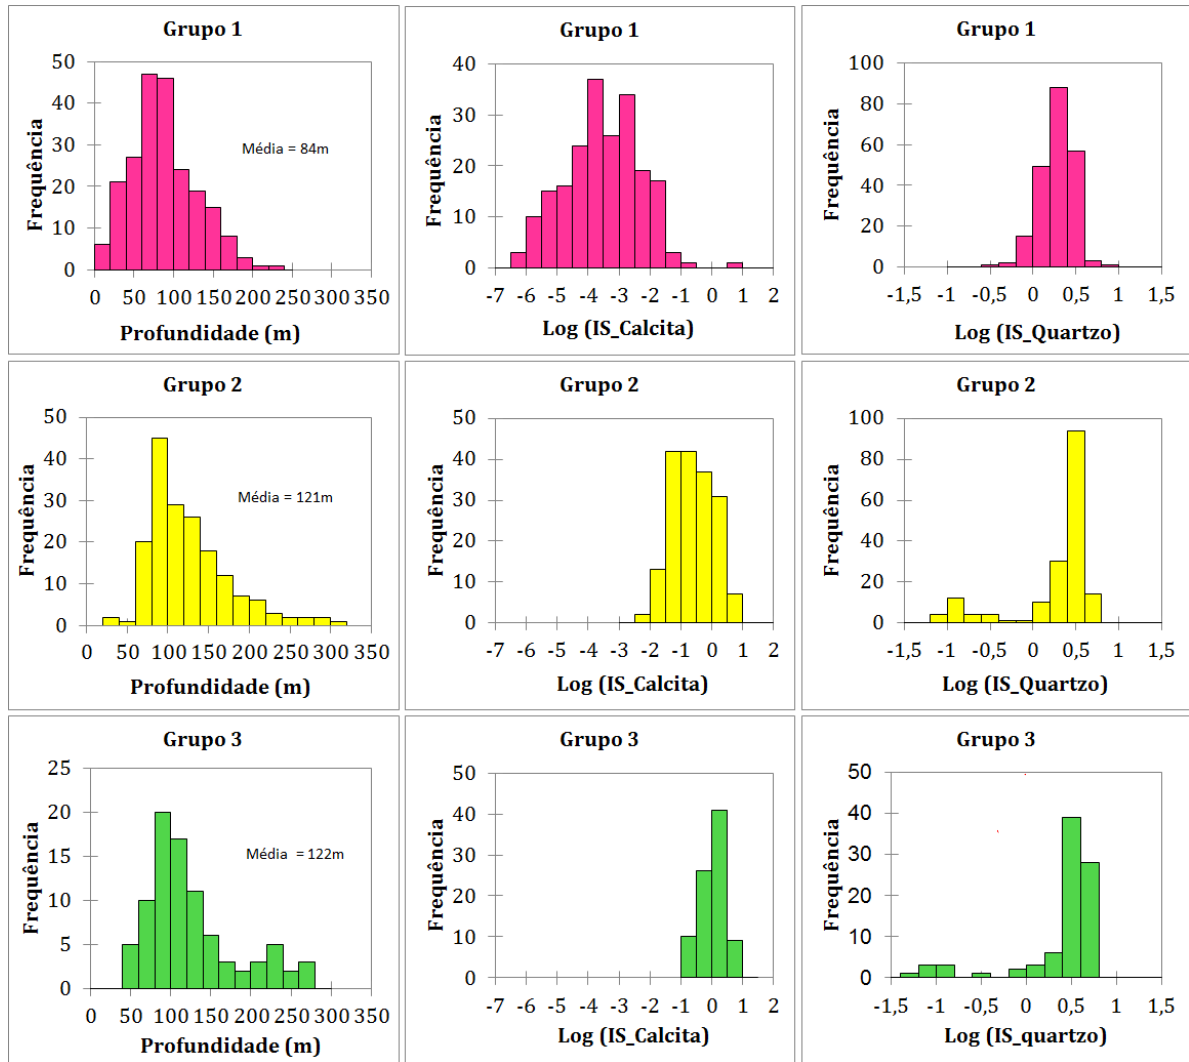 Grupo 1
50
40
30
20
10
0
Frequência
Média = 84m
0 50 100 150 200 250 300 350
Profundidade (m)
Grupo 1
40
30
20
10
0
Frequência
-7 -6 -5 -4 -3 -2 -1 0 1 2
Log (IS_Calcita)
Grupo 1
100
80
60
40
20
0
Frequência
-1,5 -1 -0,5 0 0,5 1 1,5
Log (IS_Quartzo)
Grupo 2
50
40
30
20
10
0
Frequência
Média = 121m
0 50 100 150 200 250 300 350
Profundidade (m)
Grupo 2
50
40
30
20
10
0
Frequência
-7 -6 -5 -4 -3 -2 -1 0 1 2
Log (IS_Calcita)
Grupo 2
100
80
60
40
20
0
Frequência
-1,5 -1 -0,5 0 0,5 1 1,5
Log (IS_Quartzo)
Grupo 3
25
20
15
10
5
0
Frequência
Média = 122m
0 50 100 150 200 250 300 350
Profundidade (m)
Grupo 3
50
40
30
20
10
0
Frequência
-7 -6 -5 -4 -3 -2 -1 0 1 2
Log (IS_Calcita)
Grupo 3
50
40
30
20
10
0
Frequência
-1,5 -1 -0,5 0 0,5 1 1,5
Log (IS_quartzo)